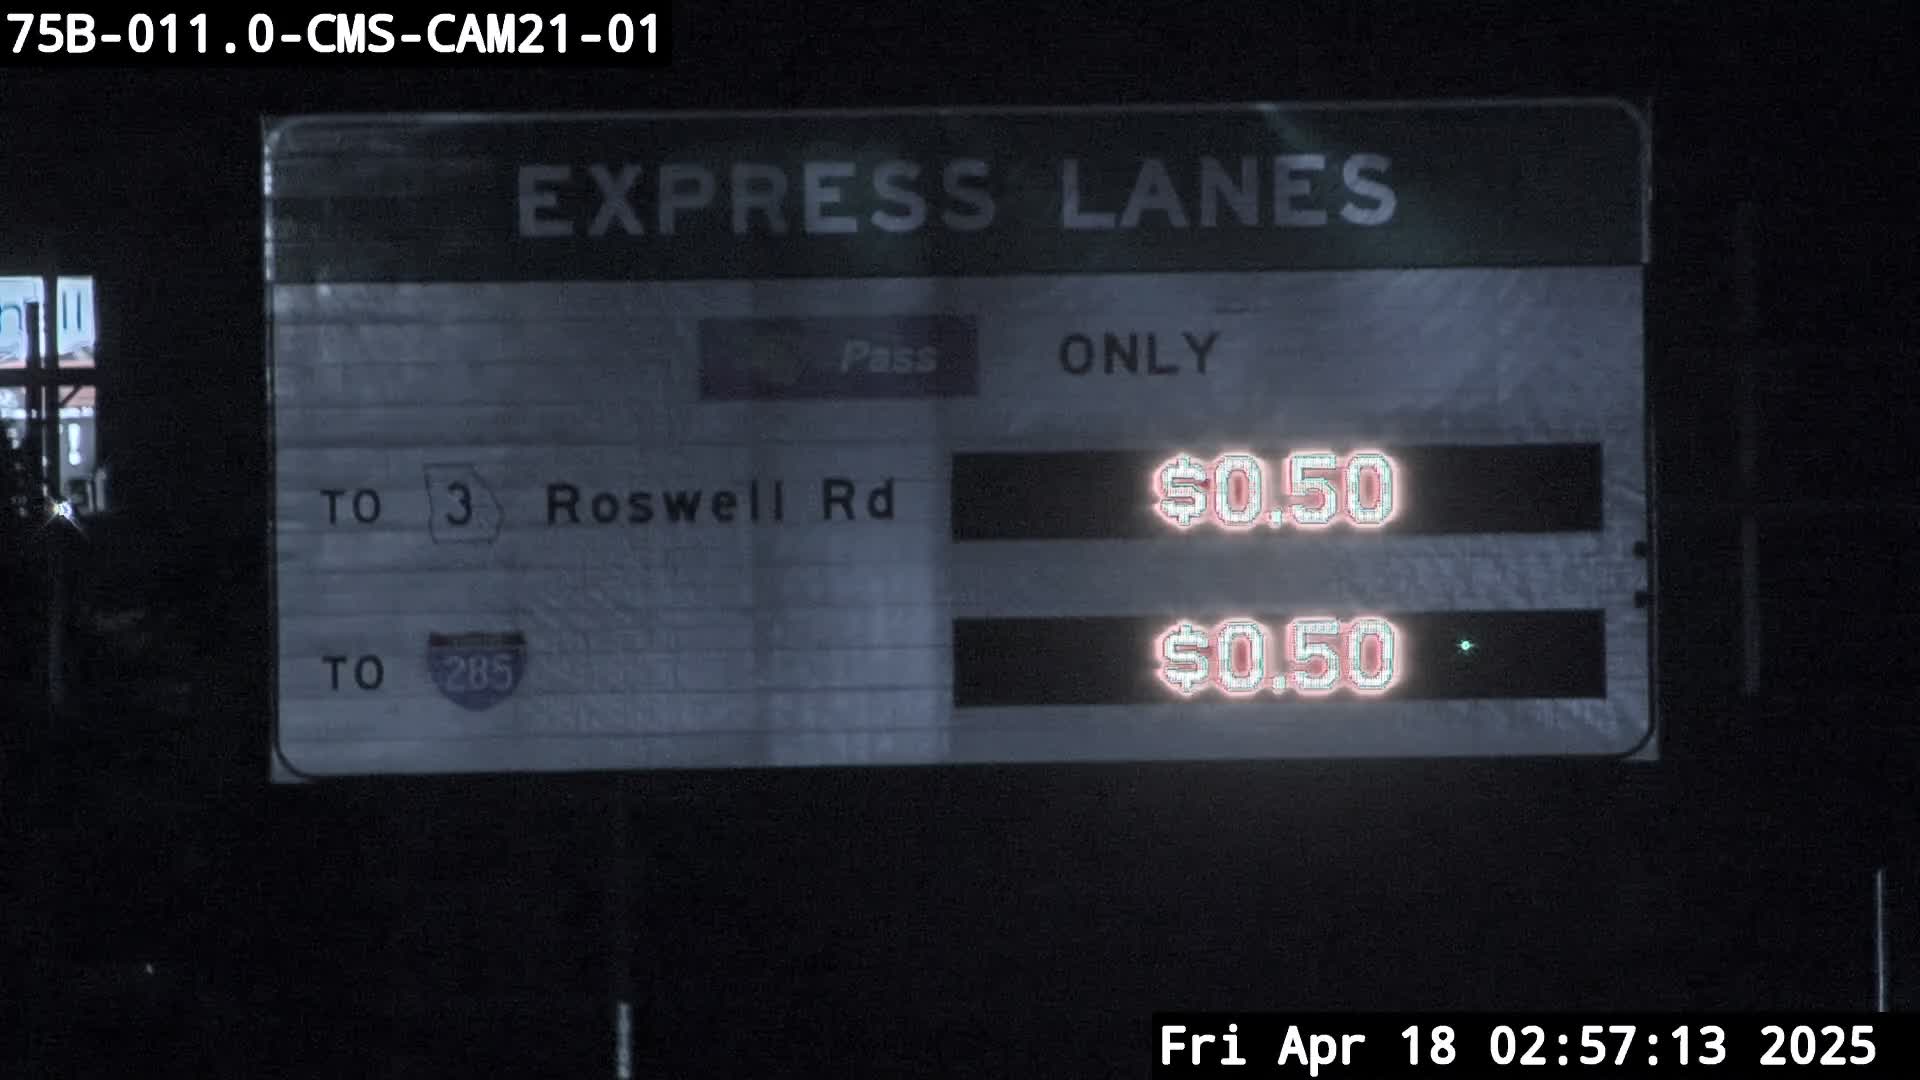 75B-011.0-CMS-CAM21-01
EXPRESS LANES
Pass ONLY
TO 3 Roswell Rd $0.50
TO 285 $0.50
Fri Apr 18 02:57:13 2025